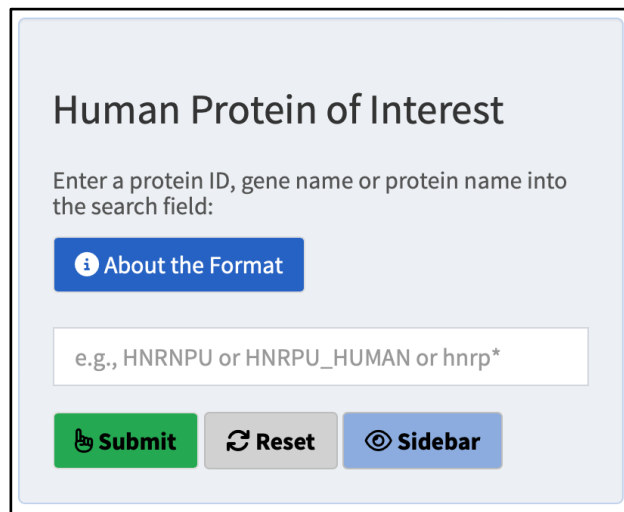 Human Protein of Interest
Enter a protein ID, gene name or protein name into
the search field:
About the Format
e.g., HNRNPU or HNRPU_HUMAN or hnrp*
Submit Reset Sidebar